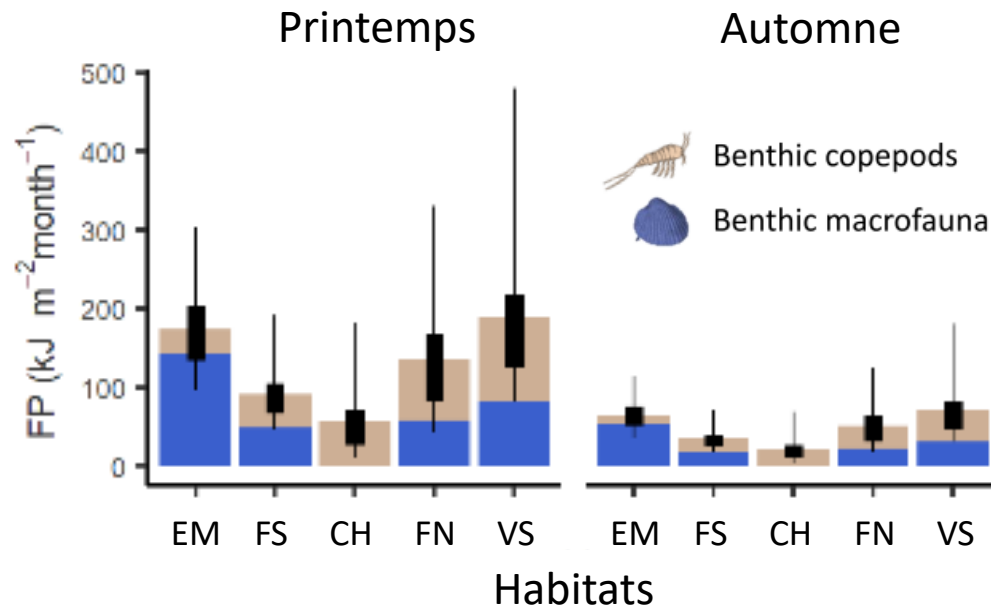 Printemps
Automne
500
400
300
200
100
0
FP (kJ m⁻²month⁻¹)
Benthic copepods
Benthic macrofauna
EM FS CH FN VS
EM FS CH FN VS
Habitats